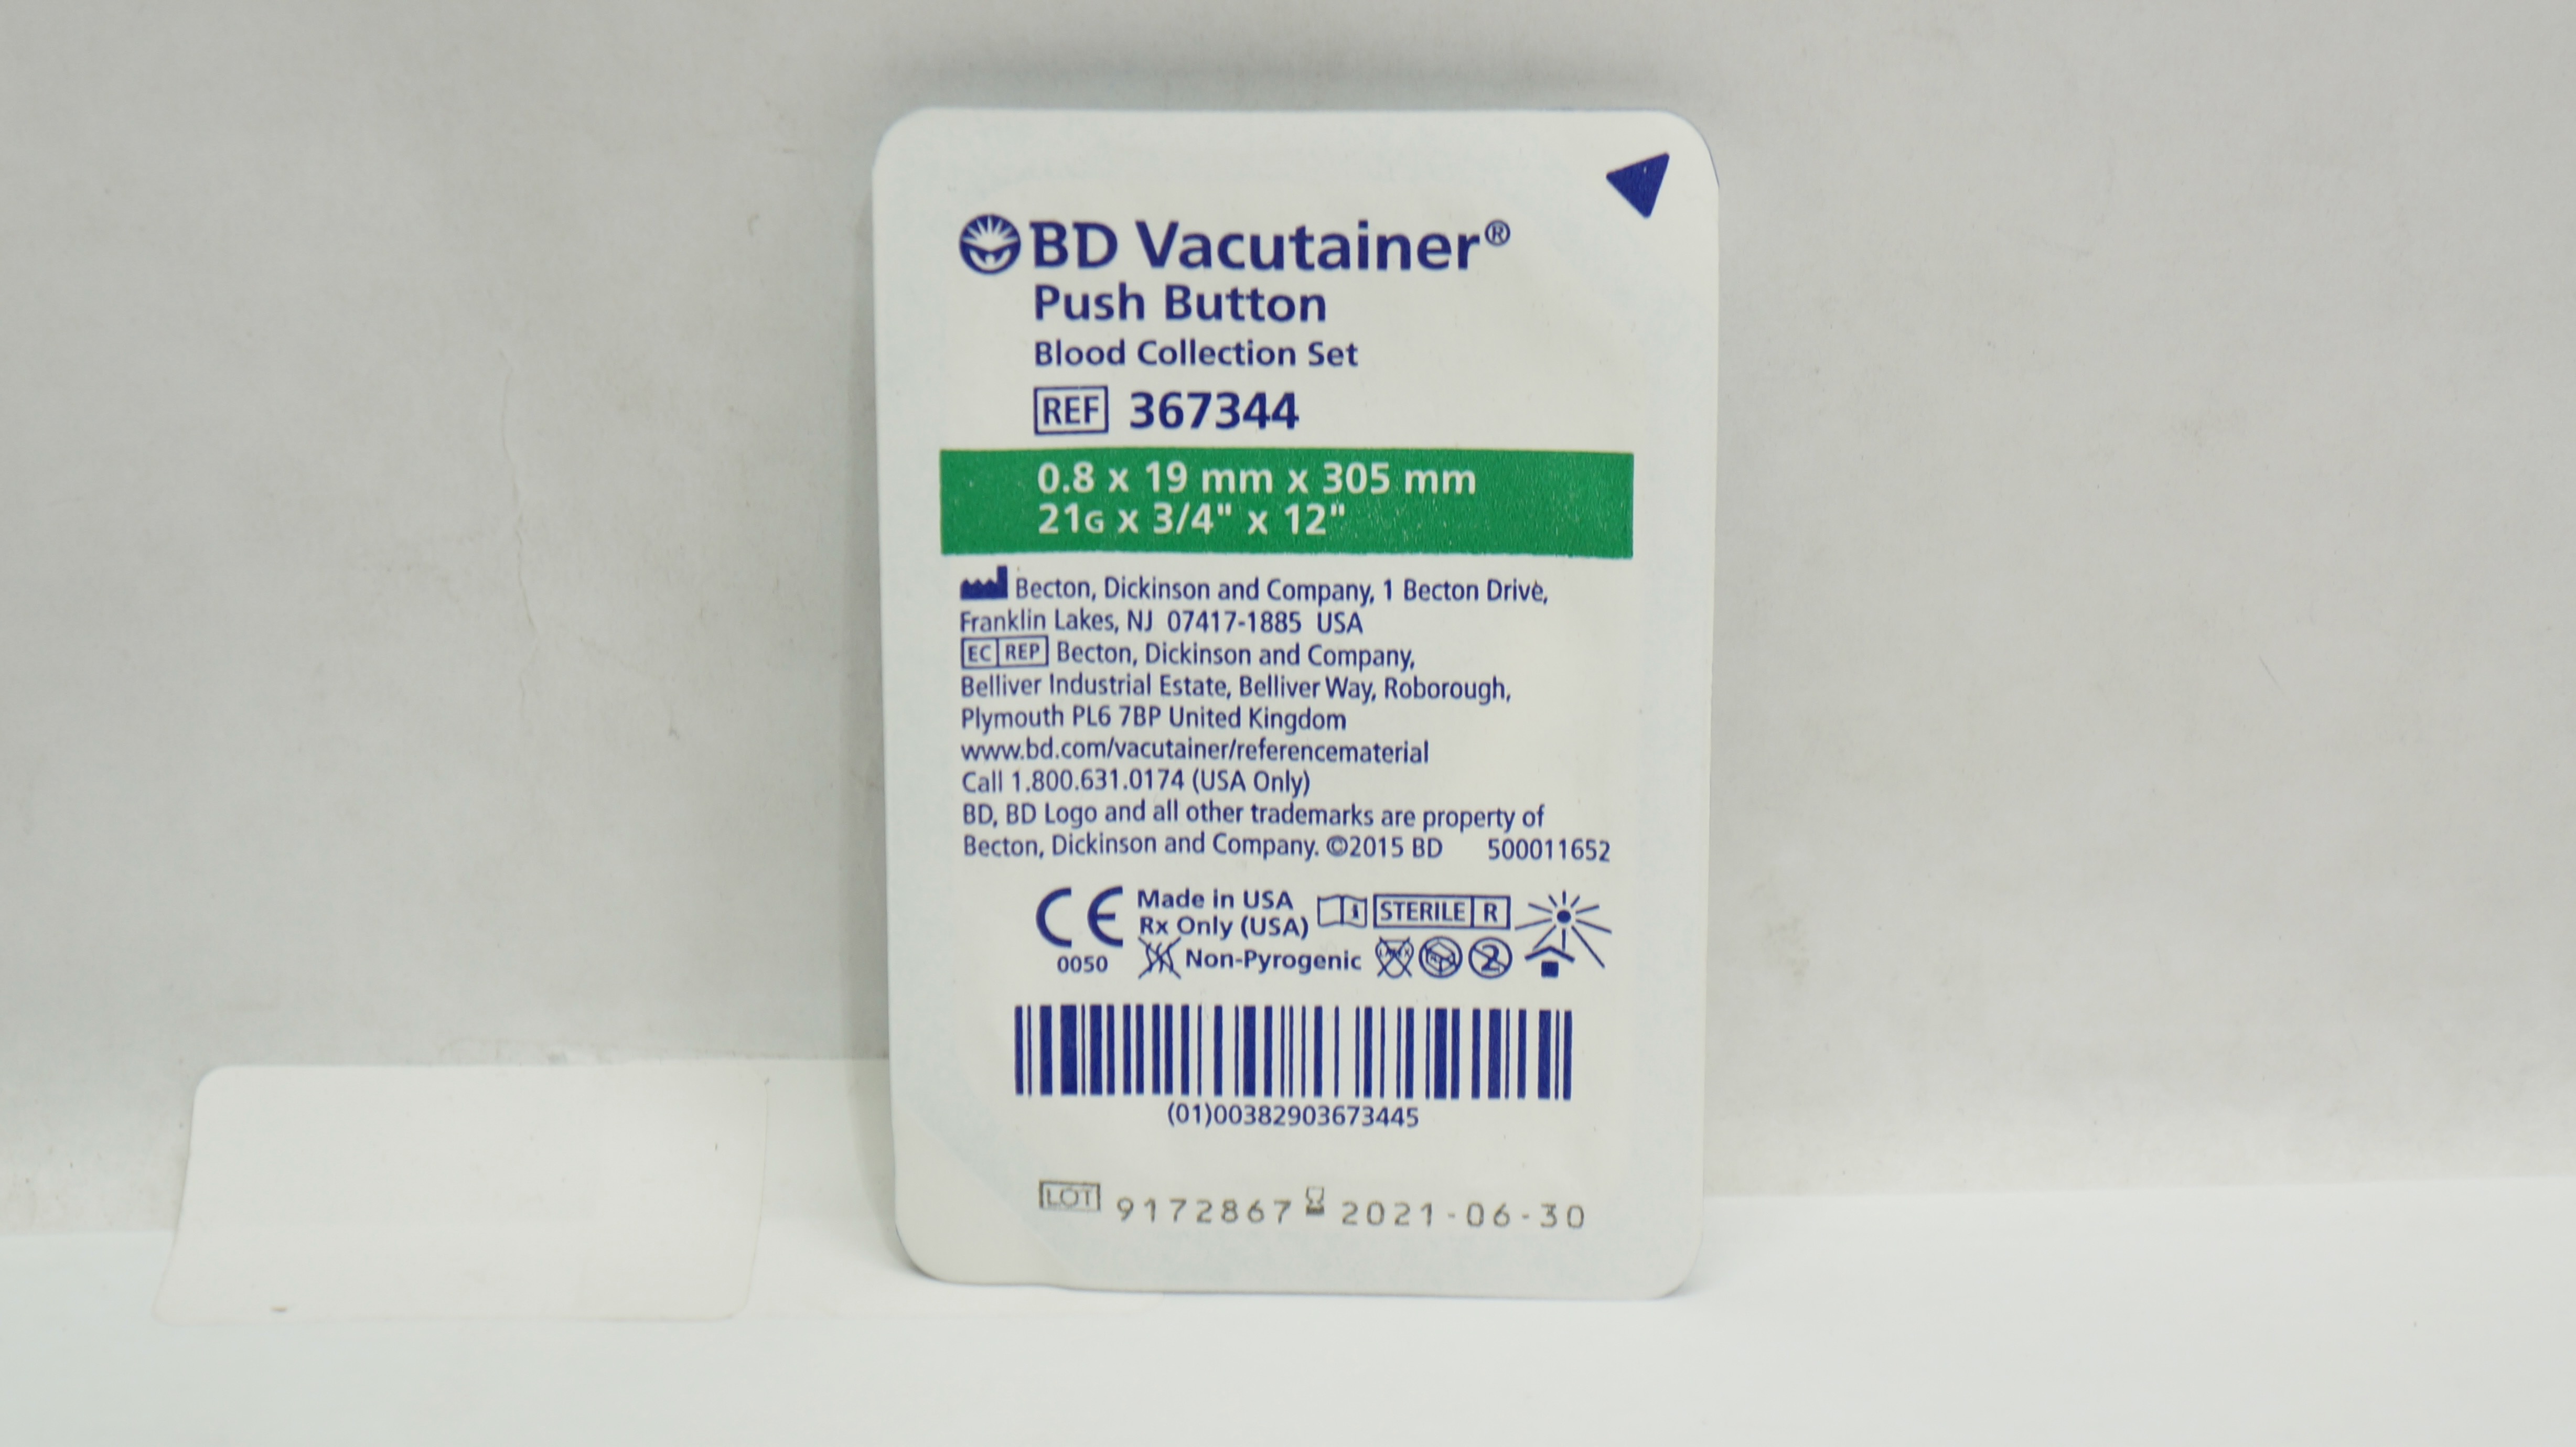 BD Vacutainer®
Push Button
Blood Collection Set
REF 367344
0.8 x 19 mm x 305 mm
21G x 3/4" x 12"
Becton, Dickinson and Company, 1 Becton Drive,
Franklin Lakes, NJ 07417-1885 USA
EC REP Becton, Dickinson and Company,
Belliver Industrial Estate, Belliver Way, Roborough,
Plymouth PL6 7BP United Kingdom
www.bd.com/vacutainer/referencematerial
Call 1.800.631.0174 (USA Only)
BD, BD Logo and all other trademarks are property of
Becton, Dickinson and Company. ©2015 BD 500011652
CE Made in USA
Rx Only (USA) i STERILE R
0050 Non-Pyrogenic LATEX 2
(01)00382903673445
LOT 9172867 2021-06-30